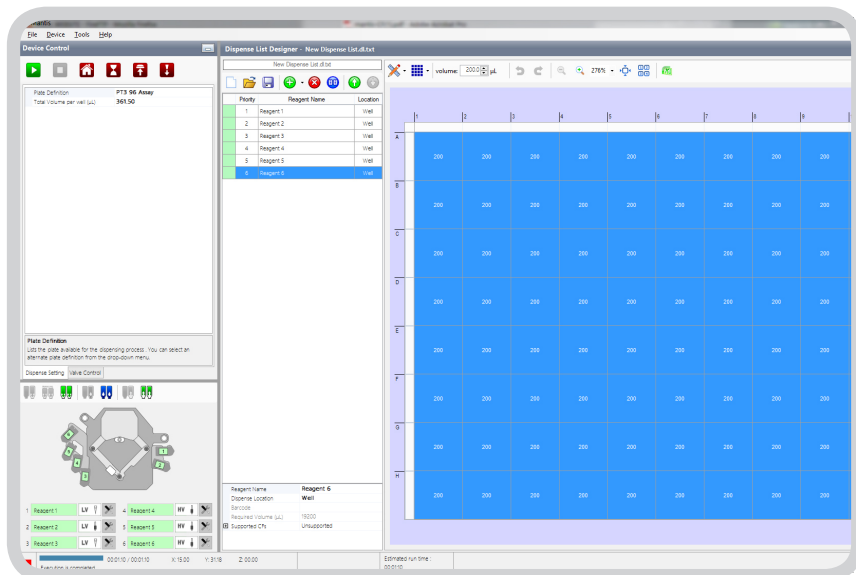 Mantis
File Device Tools Help
Device Control
Dispense List Designer - New Dispense List.dl.txt
New Dispense List.dl.txt
volume: 200.0 µL
276%
Plate Definition PT3 96 Assay
Total Volume per well (µL) 361.50
Priority Reagent Name Location
1 Reagent 1 Well
2 Reagent 2 Well
3 Reagent 3 Well
4 Reagent 4 Well
5 Reagent 5 Well
6 Reagent 6 Well
1 2 3 4 5 6 7 8 9
A
200 200 200 200 200 200 200 200 200
B
200 200 200 200 200 200 200 200 200
C
200 200 200 200 200 200 200 200 200
D
200 200 200 200 200 200 200 200 200
E
200 200 200 200 200 200 200 200 200
F
200 200 200 200 200 200 200 200 200
G
200 200 200 200 200 200 200 200 200
H
200 200 200 200 200 200 200 200 200
Plate Definition
Lists the plate available for the dispensing process. You can select an
alternate plate definition from the drop-down menu.
Dispense Setting Valve Control
6
5
4
3
1
2
1 Reagent 1 LV 4 Reagent 4 HV
2 Reagent 2 LV 5 Reagent 5 HV
3 Reagent 3 LV 6 Reagent 6 HV
Reagent Name Reagent 6
Dispense Location Well
Barcode
Required Volume (µL) 19200
Supported CPs Unsupported
00:01:10 / 00:01:10 X: 15.00 Y: 31.18 Z: 00.00
Execution is completed
Estimated run time :
00:01:10